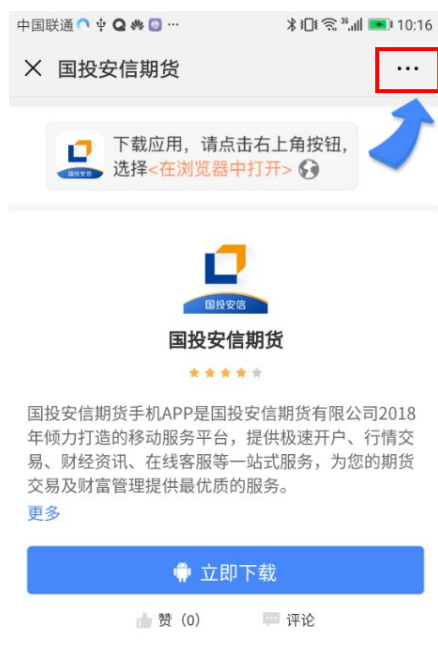 中国联通 10:16
国投安信期货
下载应用，请点击右上角按钮，
选择<在浏览器中打开>
国投安信
国投安信
国投安信期货
国投安信期货手机APP是国投安信期货有限公司2018
年倾力打造的移动服务平台，提供极速开户、行情交
易、财经资讯、在线客服等一站式服务，为您的期货
交易及财富管理提供最优质的服务。
更多
立即下载
赞（0） 评论